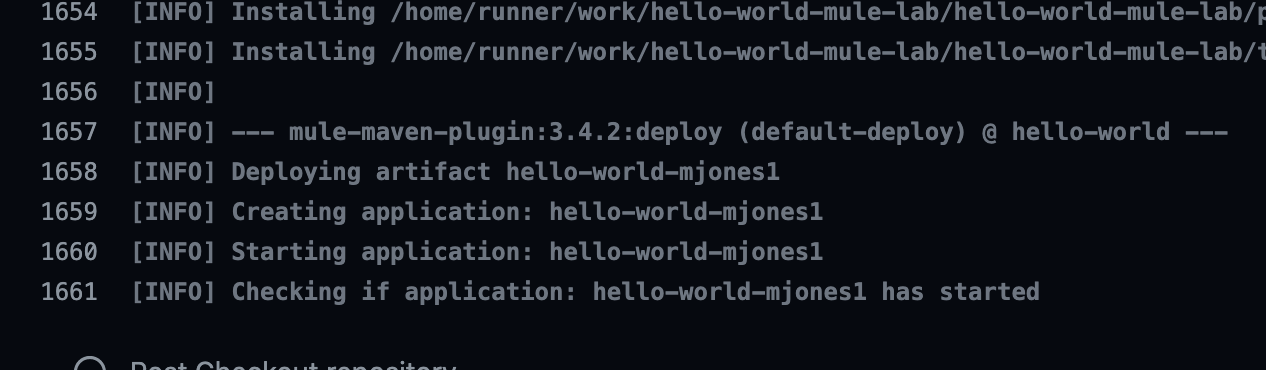 1654 [INFO] Installing /home/runner/work/hello-world-mule-lab/hello-world-mule-lab/p
1655 [INFO] Installing /home/runner/work/hello-world-mule-lab/hello-world-mule-lab/t
1656 [INFO]
1657 [INFO] --- mule-maven-plugin:3.4.2:deploy (default-deploy) @ hello-world ---
1658 [INFO] Deploying artifact hello-world-mjones1
1659 [INFO] Creating application: hello-world-mjones1
1660 [INFO] Starting application: hello-world-mjones1
1661 [INFO] Checking if application: hello-world-mjones1 has started
Post Checkout repository